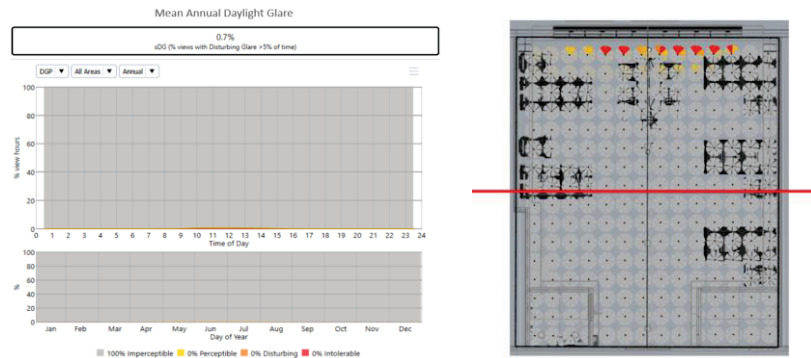 Mean Annual Daylight Glare
0.7%
sDG (% views with Disturbing Glare >5% of time)
DGP ▼ All Areas ▼ Annual ▼
100
80
60
40
20
0
% view hours
0 1 2 3 4 5 6 7 8 9 10 11 12 13 14 15 16 17 18 19 20 21 22 23 24
Time of Day
100
80
60
40
20
0
%
Jan Feb Mar Apr May Jun Jul Aug Sep Oct Nov Dec
Day of Year
100% Imperceptible 0% Perceptible 0% Disturbing 0% Intolerable